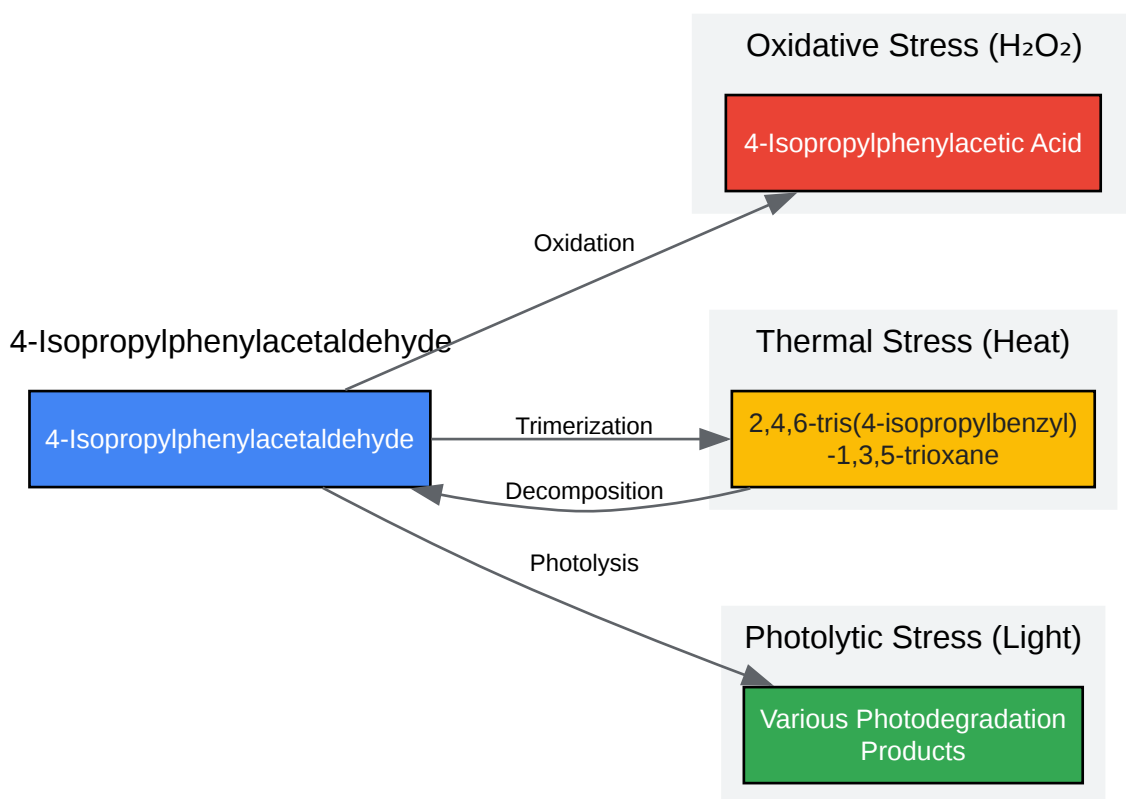 Oxidative Stress (H₂O₂)
4-Isopropylphenylacetic Acid
Oxidation
4-Isopropylphenylacetaldehyde
4-Isopropylphenylacetaldehyde
Thermal Stress (Heat)
Trimerization
2,4,6-tris(4-isopropylbenzyl)
-1,3,5-trioxane
Decomposition
Photolysis
Photolytic Stress (Light)
Various Photodegradation
Products